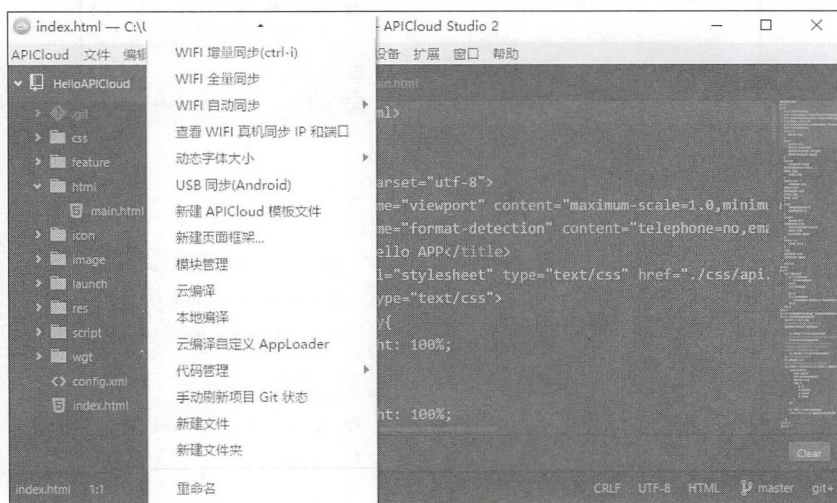 index.html — C:\U
APICloud Studio 2
APICloud 文件 编辑
设备 扩展 窗口 帮助
HelloAPICloud
.git
css
feature
html
main.html
icon
image
launch
res
script
wgt
config.xml
index.html
WIFI 增量同步(ctrl-i)
WIFI 全量同步
WIFI 自动同步
查看 WIFI 真机同步 IP 和端口
动态字体大小
USB 同步(Android)
新建 APICloud 模板文件
新建页面框架...
模块管理
云编译
本地编译
云编译自定义 AppLoader
代码管理
手动刷新项目 Git 状态
新建文件
新建文件夹
重命名
ain.html
ml>
arset="utf-8">
me="viewport" content="maximum-scale=1.0,minimu
me="format-detection" content="telephone=no,ema
ello APP</title>
l="stylesheet" type="text/css" href="./css/api.
ype="text/css">
y{
ht: 100%;
ht: 100%;
Clear
index.html 1:1
CRLF UTF-8 HTML master git+